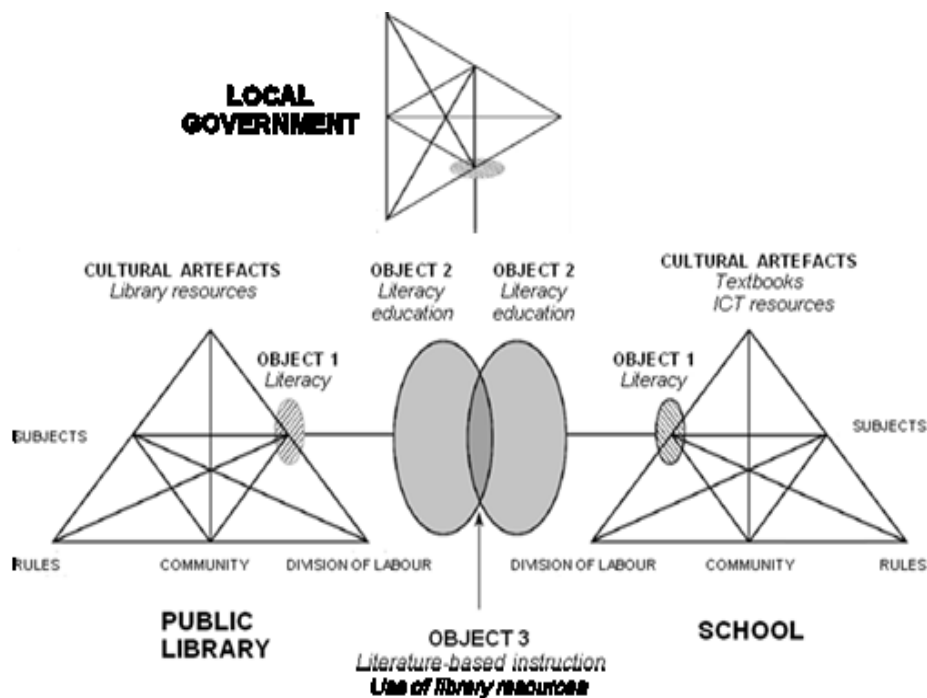 LOCAL
GOVERNMENT
CULTURAL ARTEFACTS
Library resources
OBJECT 2
Literacy
education
OBJECT 2
Literacy
education
CULTURAL ARTEFACTS
Textbooks
ICT resources
OBJECT 1
Literacy
OBJECT 1
Literacy
SUBJECTS
SUBJECTS
RULES
COMMUNITY
DIVISION OF LABOUR
DIVISION OF LABOUR
COMMUNITY
RULES
PUBLIC
LIBRARY
SCHOOL
OBJECT 3
Literature-based instruction
Use of library resources